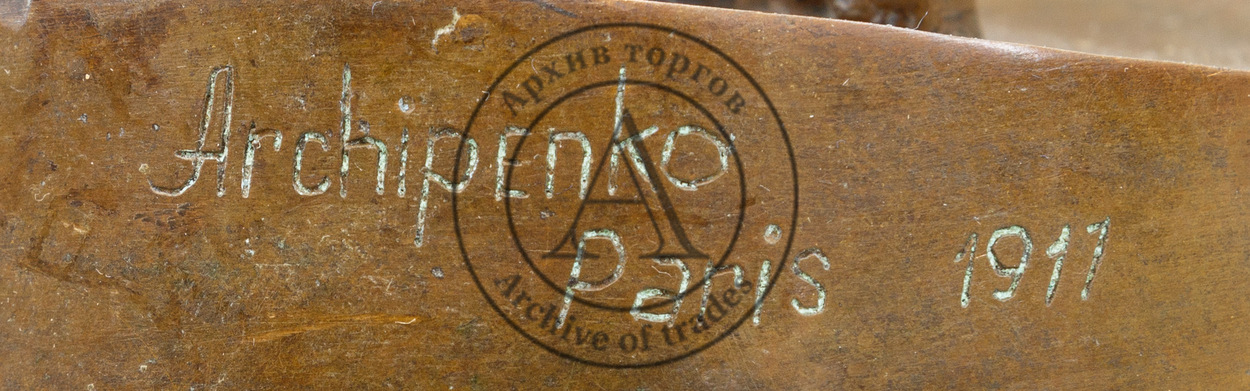 Архив торгов
Archipenko
A
Paris 1911
Archive of trades